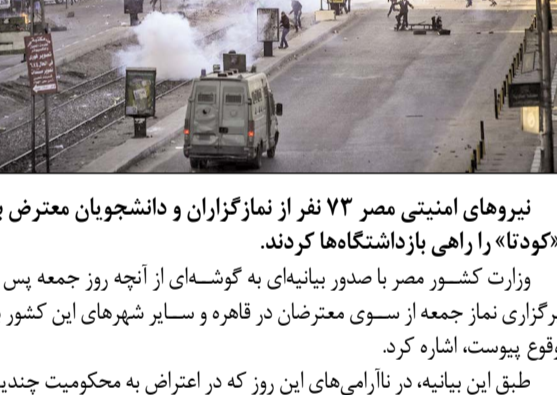 نیروهای امنیتی مصر ۷۳ نفر از نمازگزاران و دانشجویان معترض
«کودتا» را راهی بازداشتگاه‌ها کردند.
وزارت کشور مصر با صدور بیانیه‌ای به گوشه‌ای از آنچه روز جمعه پس
برگزاری نماز جمعه از سوی معترضان در قاهره و سایر شهرهای این کشور
وقوع پیوست، اشاره کرد.
طبق این بیانیه، در ناآرامی‌های این روز که در اعتراض به محکومیت